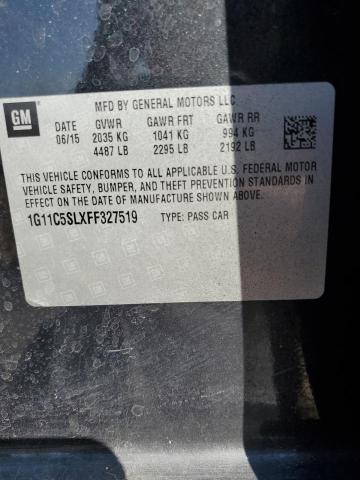 GM
MFD BY GENERAL MOTORS LLC
DATE GVWR GAWR FRT GAWR RR
06/15 2035 KG 1041 KG 994 KG
4487 LB 2295 LB 2192 LB
THIS VEHICLE CONFORMS TO ALL APPLICABLE U.S. FEDERAL MOTOR
VEHICLE SAFETY, BUMPER, AND THEFT PREVENTION STANDARDS IN
EFFECT ON THE DATE OF MANUFACTURE SHOWN ABOVE.
1G11C5SLXFF327519 TYPE: PASS CAR